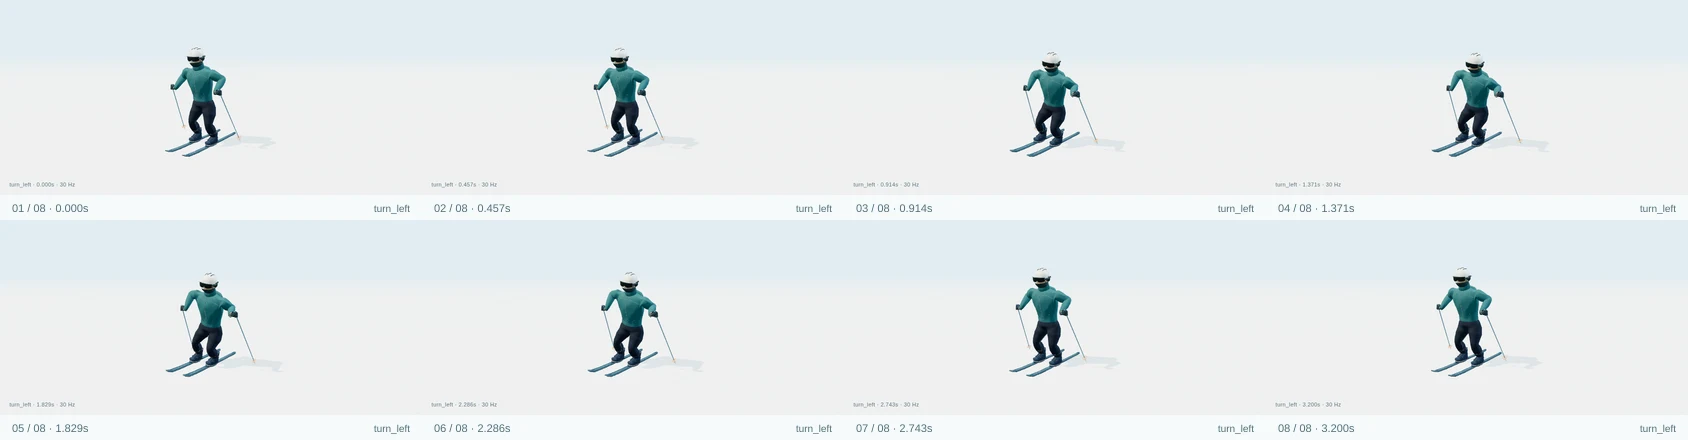 turn_left · 0.000s · 30 Hz
01 / 08 · 0.000s turn_left
turn_left · 0.457s · 30 Hz
02 / 08 · 0.457s turn_left
turn_left · 0.914s · 30 Hz
03 / 08 · 0.914s turn_left
turn_left · 1.371s · 30 Hz
04 / 08 · 1.371s turn_left
turn_left · 1.829s · 30 Hz
05 / 08 · 1.829s turn_left
turn_left · 2.286s · 30 Hz
06 / 08 · 2.286s turn_left
turn_left · 2.743s · 30 Hz
07 / 08 · 2.743s turn_left
turn_left · 3.200s · 30 Hz
08 / 08 · 3.200s turn_left